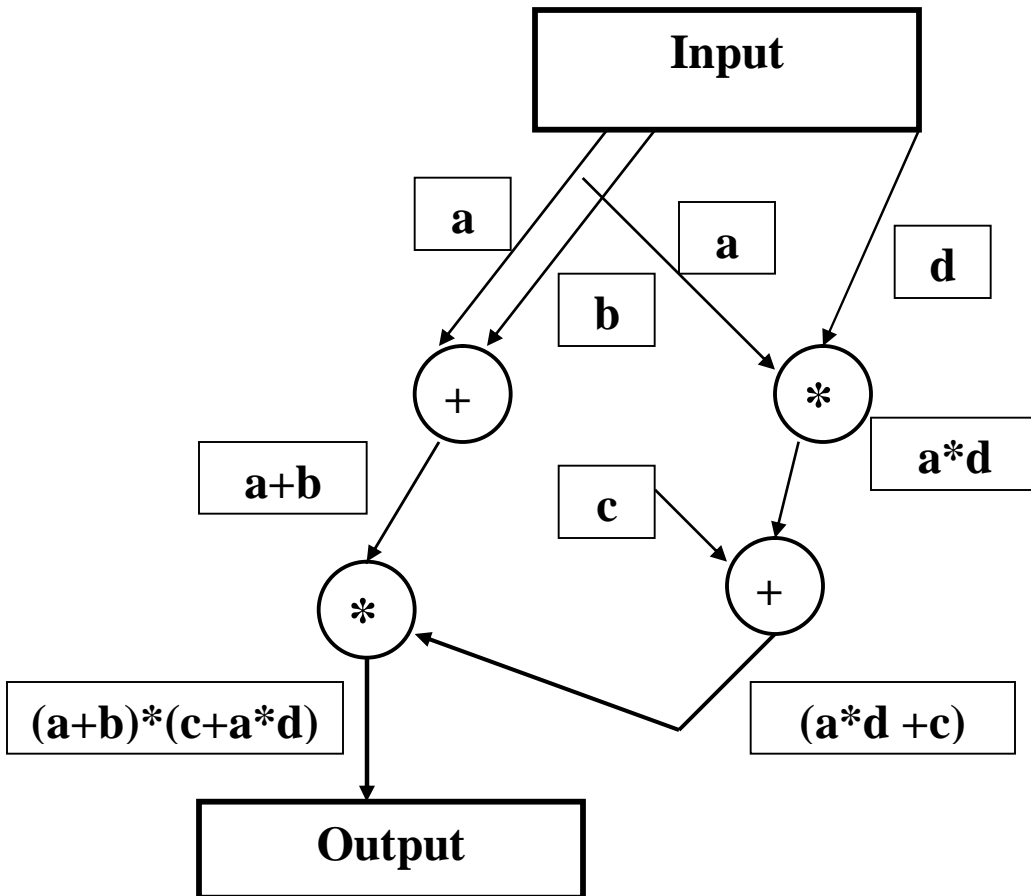 Input
a
a
d
b
+
*
a*d
a+b
c
+
*
(a+b)*(c+a*d)
(a*d +c)
Output